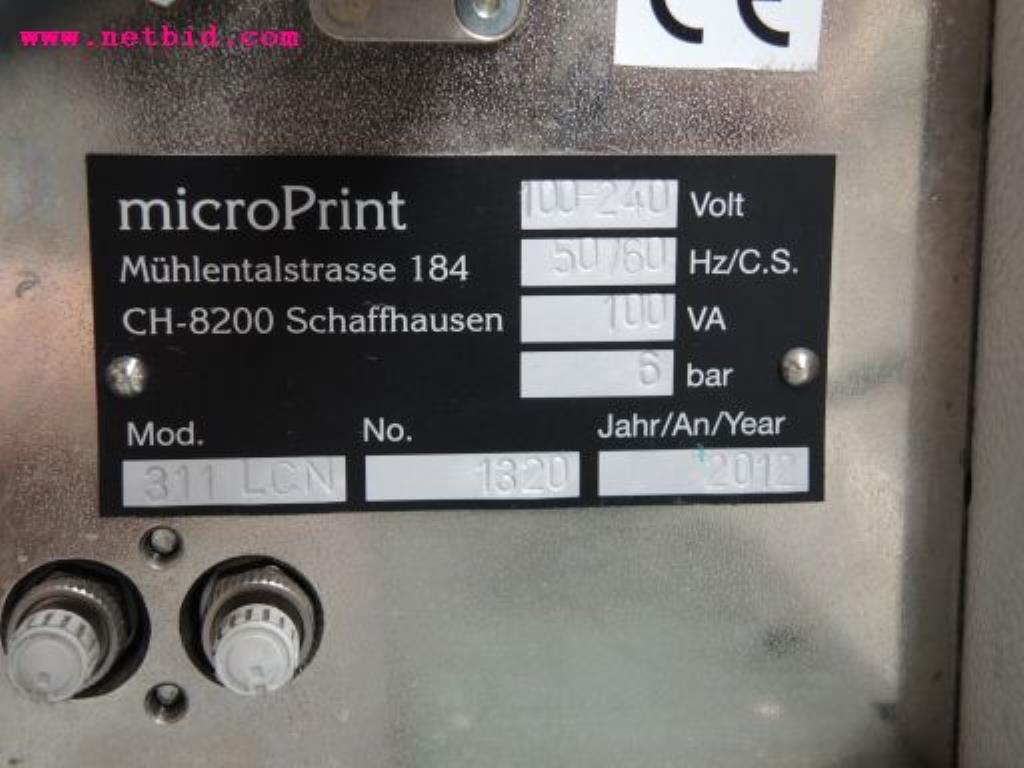 www.netbid.com
CE
microPrint
Mühlentalstrasse 184
CH-8200 Schaffhausen
100-240 Volt
50/60 Hz/C.S.
100 VA
6 bar
Mod. No. Jahr/An/Year
311 LCN 1320 2012